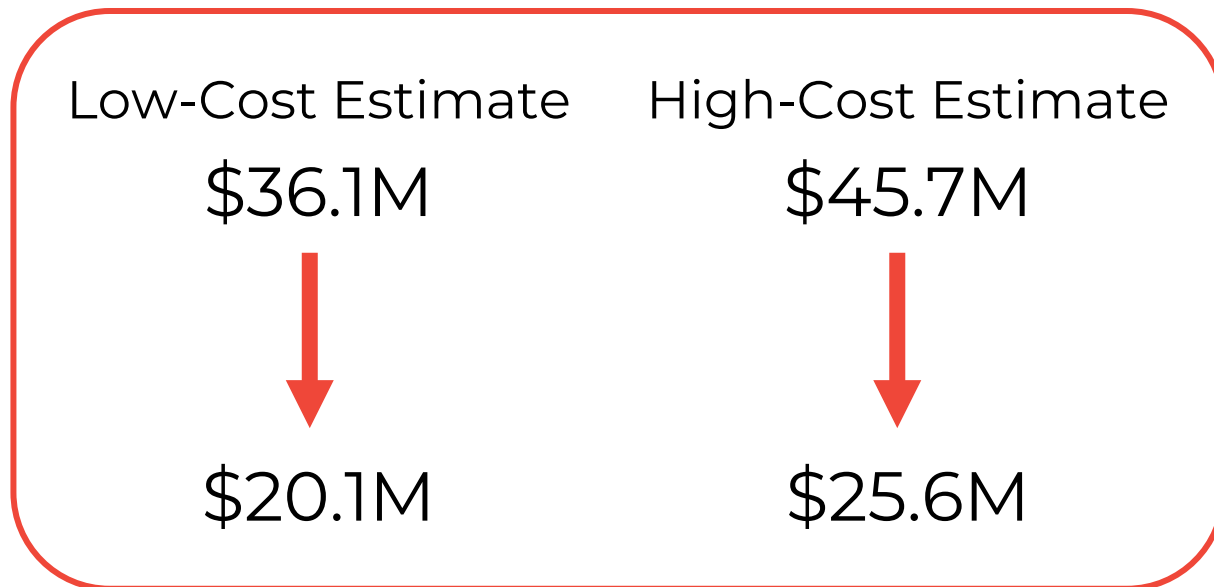 Low-Cost Estimate
$36.1M
$20.1M
High-Cost Estimate
$45.7M
$25.6M